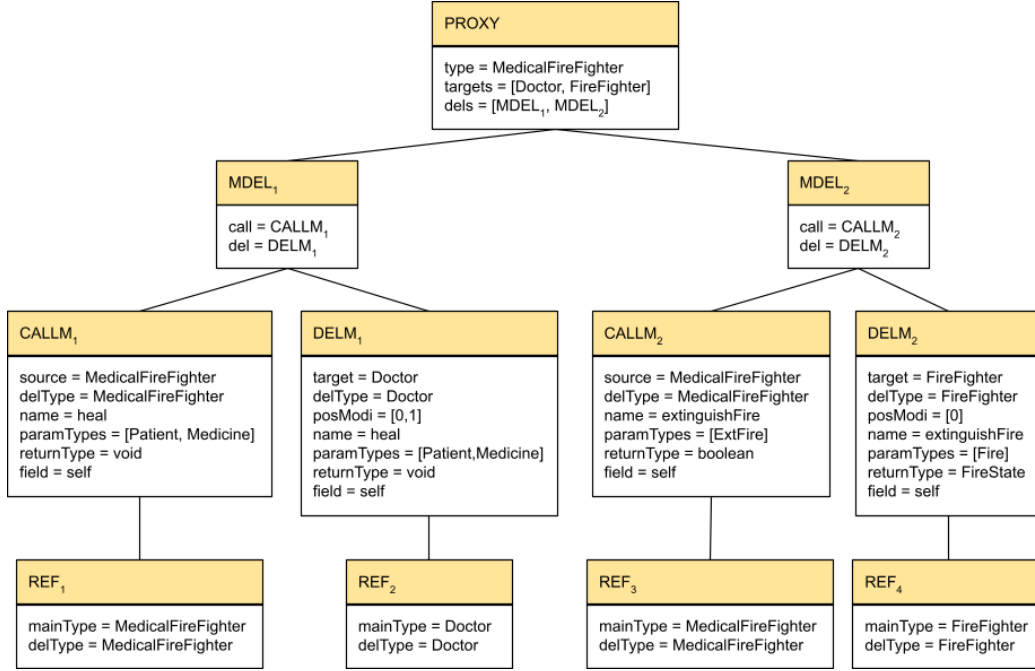 PROXY
type = MedicalFireFighter
targets = [Doctor, FireFighter]
dels = [MDEL₁, MDEL₂]
MDEL₁
call = CALLM₁
del = DELM₁
MDEL₂
call = CALLM₂
del = DELM₂
CALLM₁
source = MedicalFireFighter
delType = MedicalFireFighter
name = heal
paramTypes = [Patient, Medicine]
returnType = void
field = self
DELM₁
target = Doctor
delType = Doctor
posModi = [0,1]
name = heal
paramTypes = [Patient,Medicine]
returnType = void
field = self
CALLM₂
source = MedicalFireFighter
delType = MedicalFireFighter
name = extinguishFire
paramTypes = [ExtFire]
returnType = boolean
field = self
DELM₂
target = FireFighter
delType = FireFighter
posModi = [0]
name = extinguishFire
paramTypes = [Fire]
returnType = FireState
field = self
REF₁
mainType = MedicalFireFighter
delType = MedicalFireFighter
REF₂
mainType = Doctor
delType = Doctor
REF₃
mainType = MedicalFireFighter
delType = MedicalFireFighter
REF₄
mainType = FireFighter
delType = FireFighter